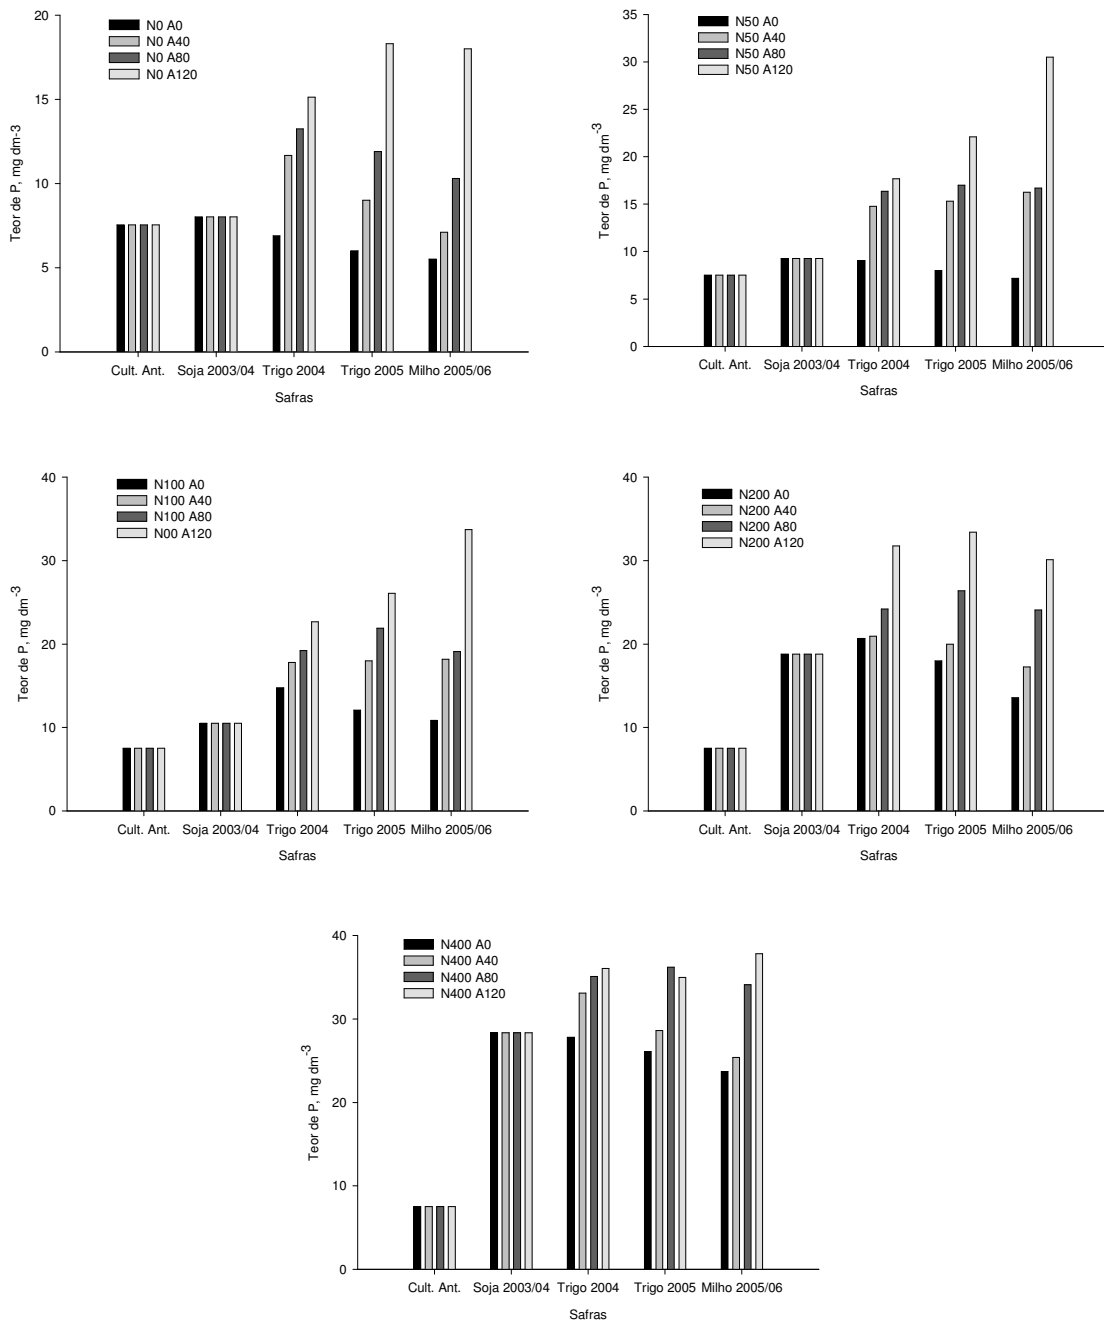 20
15
10
5
0
Teor de P, mg dm-3
N0 A0
N0 A40
N0 A80
N0 A120
Cult. Ant. Soja 2003/04 Trigo 2004 Trigo 2005 Milho 2005/06
Safras
35
30
25
20
15
10
5
0
Teor de P, mg dm-3
N50 A0
N50 A40
N50 A80
N50 A120
Cult. Ant. Soja 2003/04 Trigo 2004 Trigo 2005 Milho 2005/06
Safras
40
30
20
10
0
Teor de P, mg dm-3
N100 A0
N100 A40
N100 A80
N00 A120
Cult. Ant. Soja 2003/04 Trigo 2004 Trigo 2005 Milho 2005/06
Safras
40
30
20
10
0
Teor de P, mg dm-3
N200 A0
N200 A40
N200 A80
N200 A120
Cult. Ant. Soja 2003/04 Trigo 2004 Trigo 2005 Milho 2005/06
Safras
40
30
20
10
0
Teor de P, mg dm-3
N400 A0
N400 A40
N400 A80
N400 A120
Cult. Ant. Soja 2003/04 Trigo 2004 Trigo 2005 Milho 2005/06
Safras